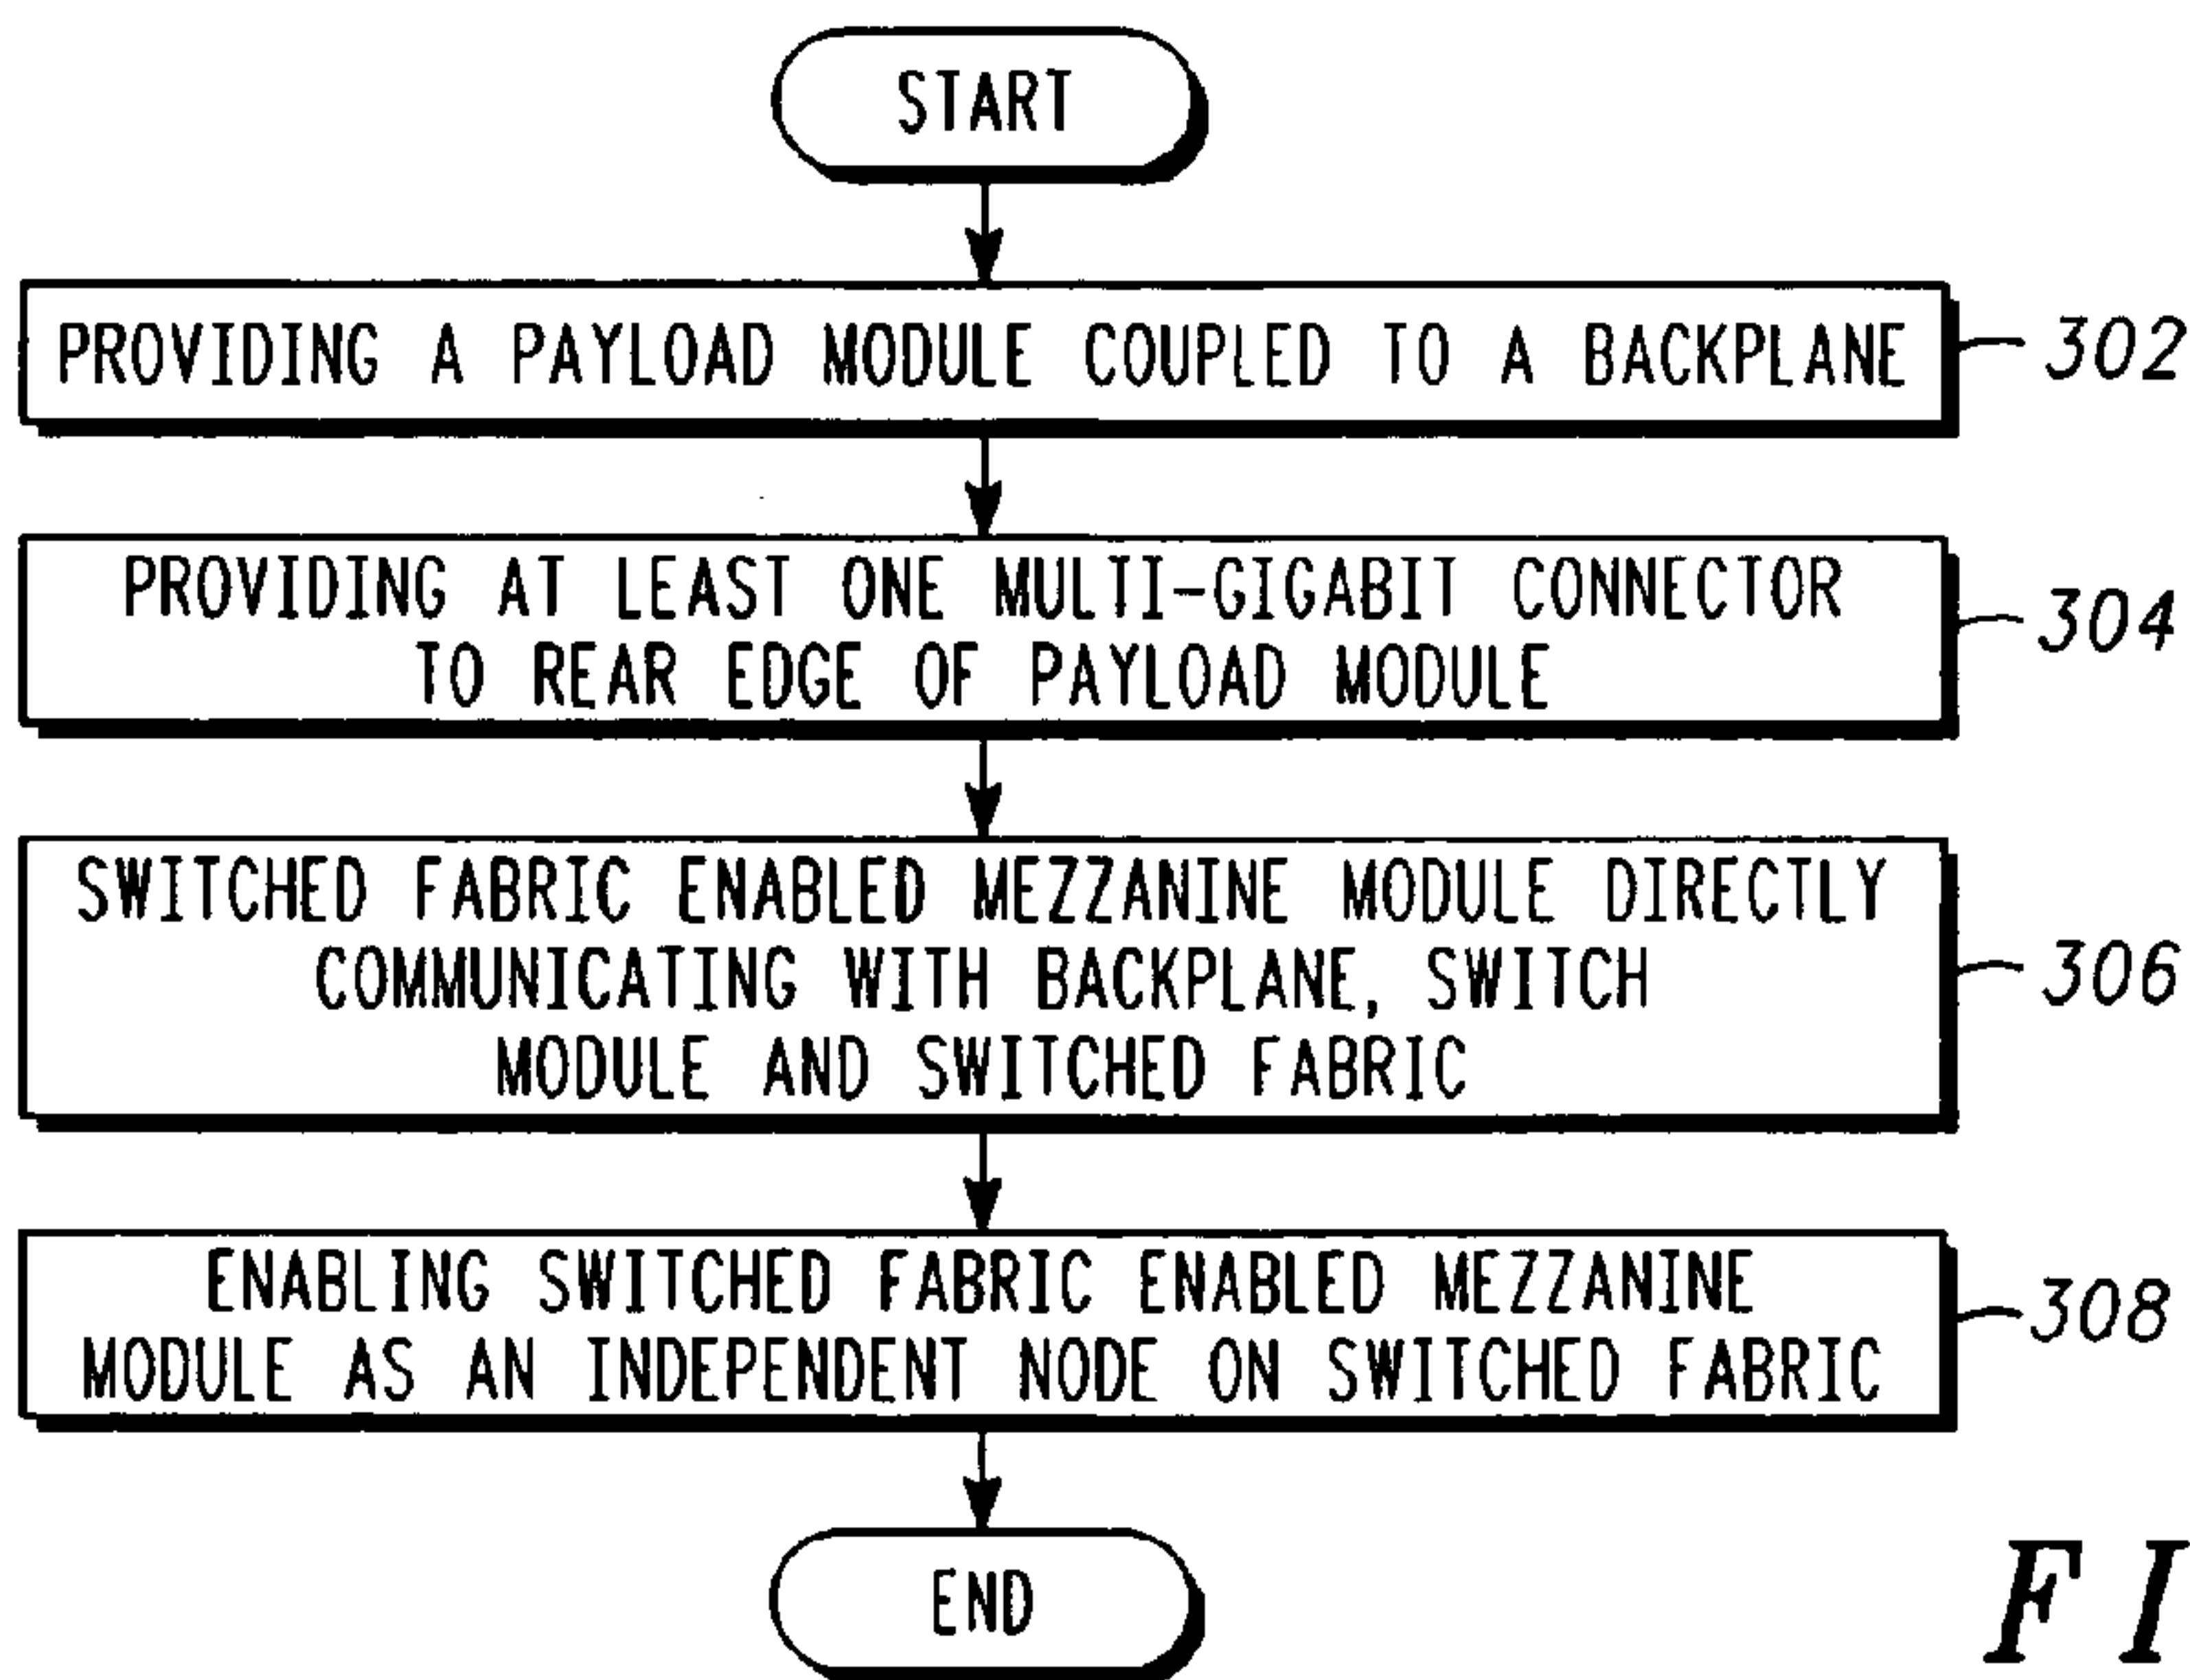 START
PROVIDING A PAYLOAD MODULE COUPLED TO A BACKPLANE
302
PROVIDING AT LEAST ONE MULTI-GIGABIT CONNECTOR
TO REAR EDGE OF PAYLOAD MODULE
304
SWITCHED FABRIC ENABLED MEZZANINE MODULE DIRECTLY
COMMUNICATING WITH BACKPLANE, SWITCH
MODULE AND SWITCHED FABRIC
306
ENABLING SWITCHED FABRIC ENABLED MEZZANINE
MODULE AS AN INDEPENDENT NODE ON SWITCHED FABRIC
308
END
FI